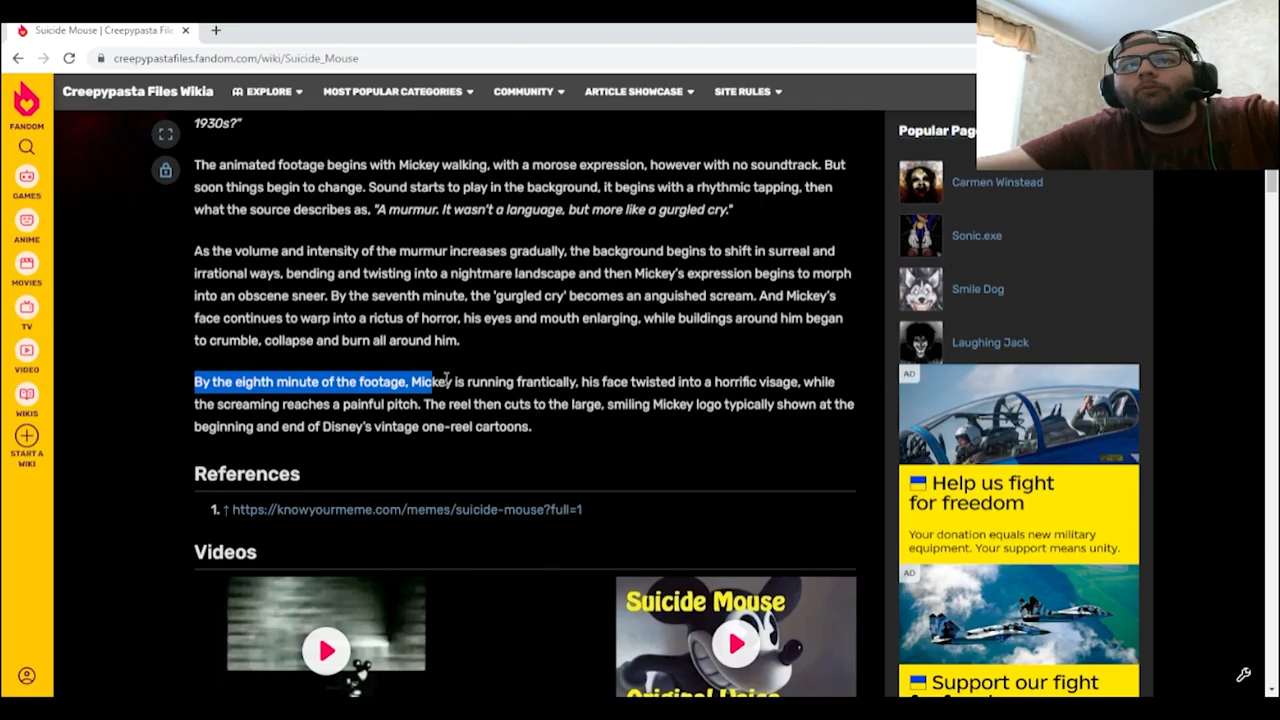 Suicide Mouse | Creepypasta File
creepypastafiles.fandom.com/wiki/Suicide_Mouse
FANDOM
GAMES
ANIME
MOVIES
TV
VIDEO
WIKIS
START A
WIKI
Creepypasta Files Wikia
EXPLORE
MOST POPULAR CATEGORIES
COMMUNITY
ARTICLE SHOWCASE
SITE RULES
1930s?"
The animated footage begins with Mickey walking, with a morose expression, however with no soundtrack. But
soon things begin to change. Sound starts to play in the background, it begins with a rhythmic tapping, then
what the source describes as, "A murmur. It wasn't a language, but more like a gurgled cry."
As the volume and intensity of the murmur increases gradually, the background begins to shift in surreal and
irrational ways, bending and twisting into a nightmare landscape and then Mickey's expression begins to morph
into an obscene sneer. By the seventh minute, the 'gurgled cry' becomes an anguished scream. And Mickey's
face continues to warp into a rictus of horror, his eyes and mouth enlarging, while buildings around him began
to crumble, collapse and burn all around him.
By the eighth minute of the footage, Mickey is running frantically, his face twisted into a horrific visage, while
the screaming reaches a painful pitch. The reel then cuts to the large, smiling Mickey logo typically shown at the
beginning and end of Disney's vintage one-reel cartoons.
References
1. ↑ https://knowyourmeme.com/memes/suicide-mouse?full=1
Videos
Suicide Mouse
Original Voice
Popular Pag
Carmen Winstead
Sonic.exe
Smile Dog
Laughing Jack
AD
Help us fight
for freedom
Your donation equals new military
equipment. Your support means unity.
AD
Support our fight